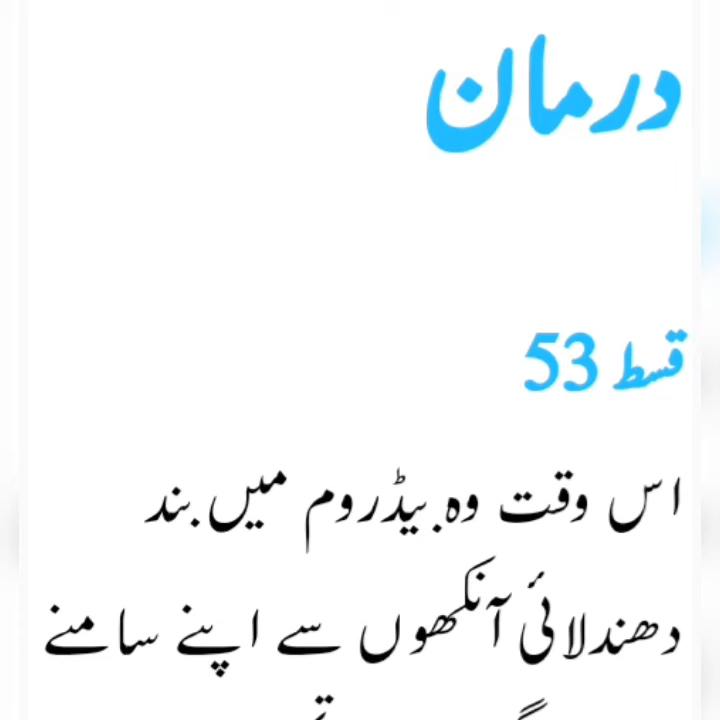 درمان
قسط 53
اس وقت وہ بیڈروم میں بند
دھندلائی آنکھوں سے اپنے سامنے